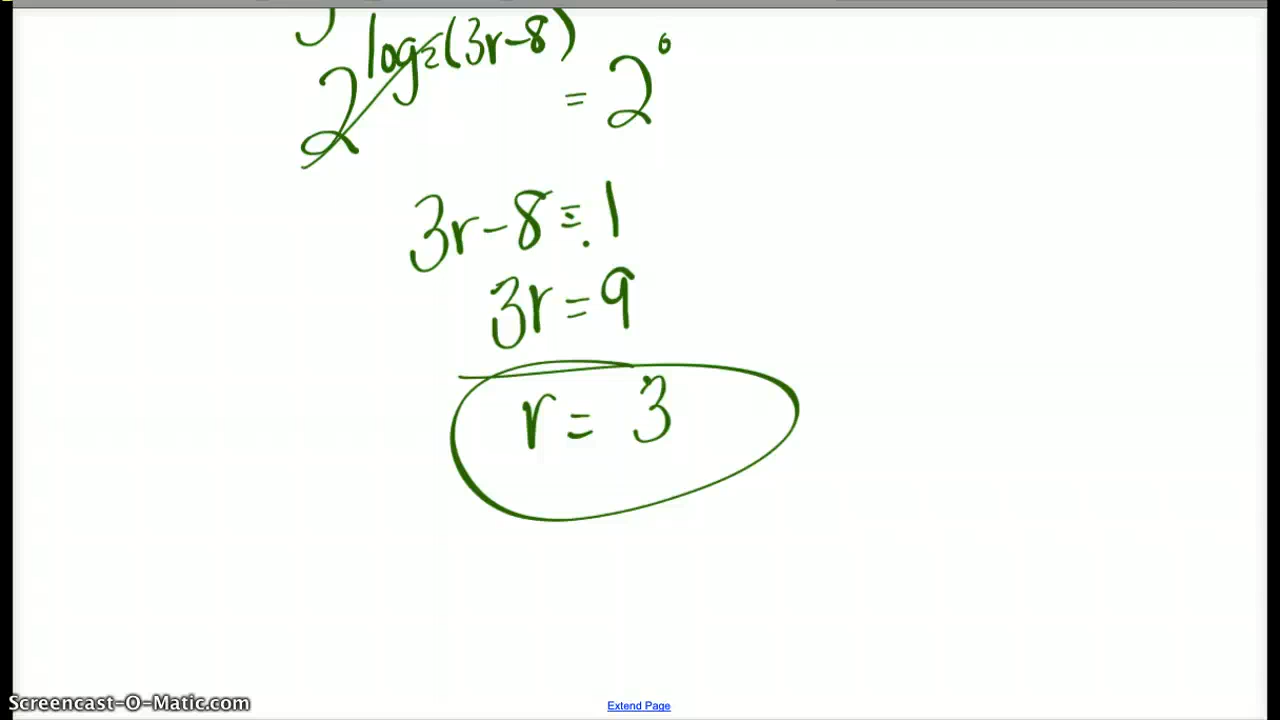 2^log₂(3r-8) = 2^0
3r-8 = 1
3r = 9
r = 3
Screencast-O-Matic.com
Extend Page